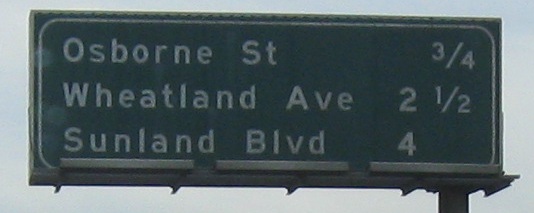 Osborne St 3/4
Wheatland Ave 2 1/2
Sunland Blvd 4